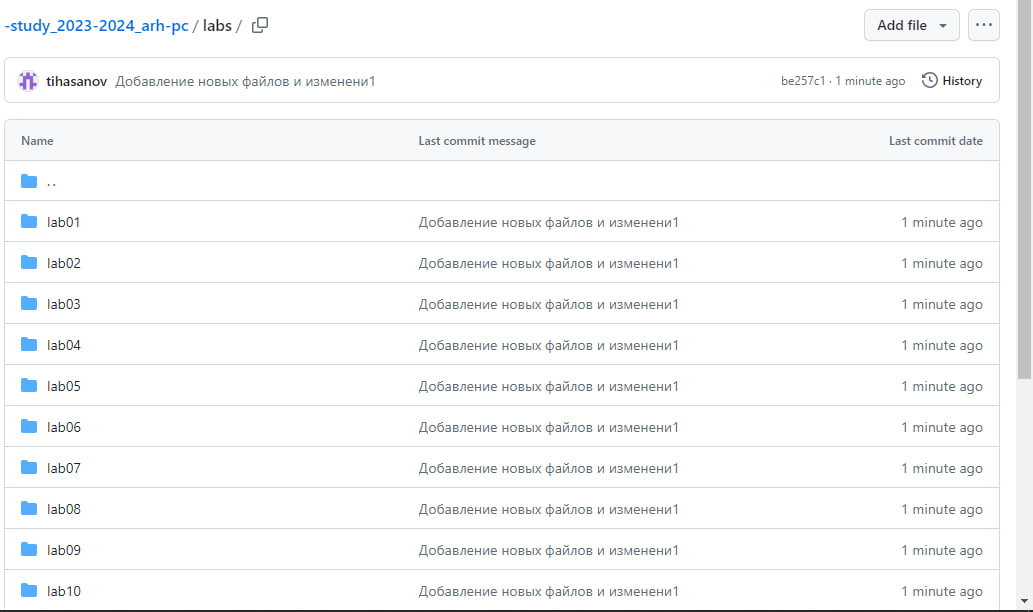 -study_2023-2024_arh-pc / labs /
Add file
...
tihasanov Добавление новых файлов и изменени1 be257c1 · 1 minute ago History
Name Last commit message Last commit date
..
lab01 Добавление новых файлов и изменени1 1 minute ago
lab02 Добавление новых файлов и изменени1 1 minute ago
lab03 Добавление новых файлов и изменени1 1 minute ago
lab04 Добавление новых файлов и изменени1 1 minute ago
lab05 Добавление новых файлов и изменени1 1 minute ago
lab06 Добавление новых файлов и изменени1 1 minute ago
lab07 Добавление новых файлов и изменени1 1 minute ago
lab08 Добавление новых файлов и изменени1 1 minute ago
lab09 Добавление новых файлов и изменени1 1 minute ago
lab10 Добавление новых файлов и изменени1 1 minute ago